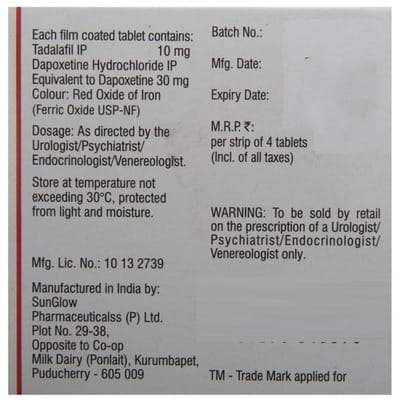 Each film coated tablet contains:
Tadalafil IP 10 mg
Dapoxetine Hydrochloride IP
Equivalent to Dapoxetine 30 mg
Colour: Red Oxide of Iron
(Ferric Oxide USP-NF)
Dosage: As directed by the
Urologist/Psychiatrist/
Endocrinologist/Venereologist.
Store at temperature not
exceeding 30°C, protected
from light and moisture.
Mfg. Lic. No.: 10 13 2739
Manufactured in India by:
SunGlow
Pharmaceuticalss (P) Ltd.
Plot No. 29-38,
Opposite to Co-op
Milk Dairy (Ponlait), Kurumbapet,
Puducherry - 605 009
Batch No.:
Mfg. Date:
Expiry Date:
M.R.P. ₹:
per strip of 4 tablets
(Incl. of all taxes)
WARNING: To be sold by retail
on the prescription of a Urologist/
Psychiatrist/Endocrinologist/
Venereologist only.
TM - Trade Mark applied for